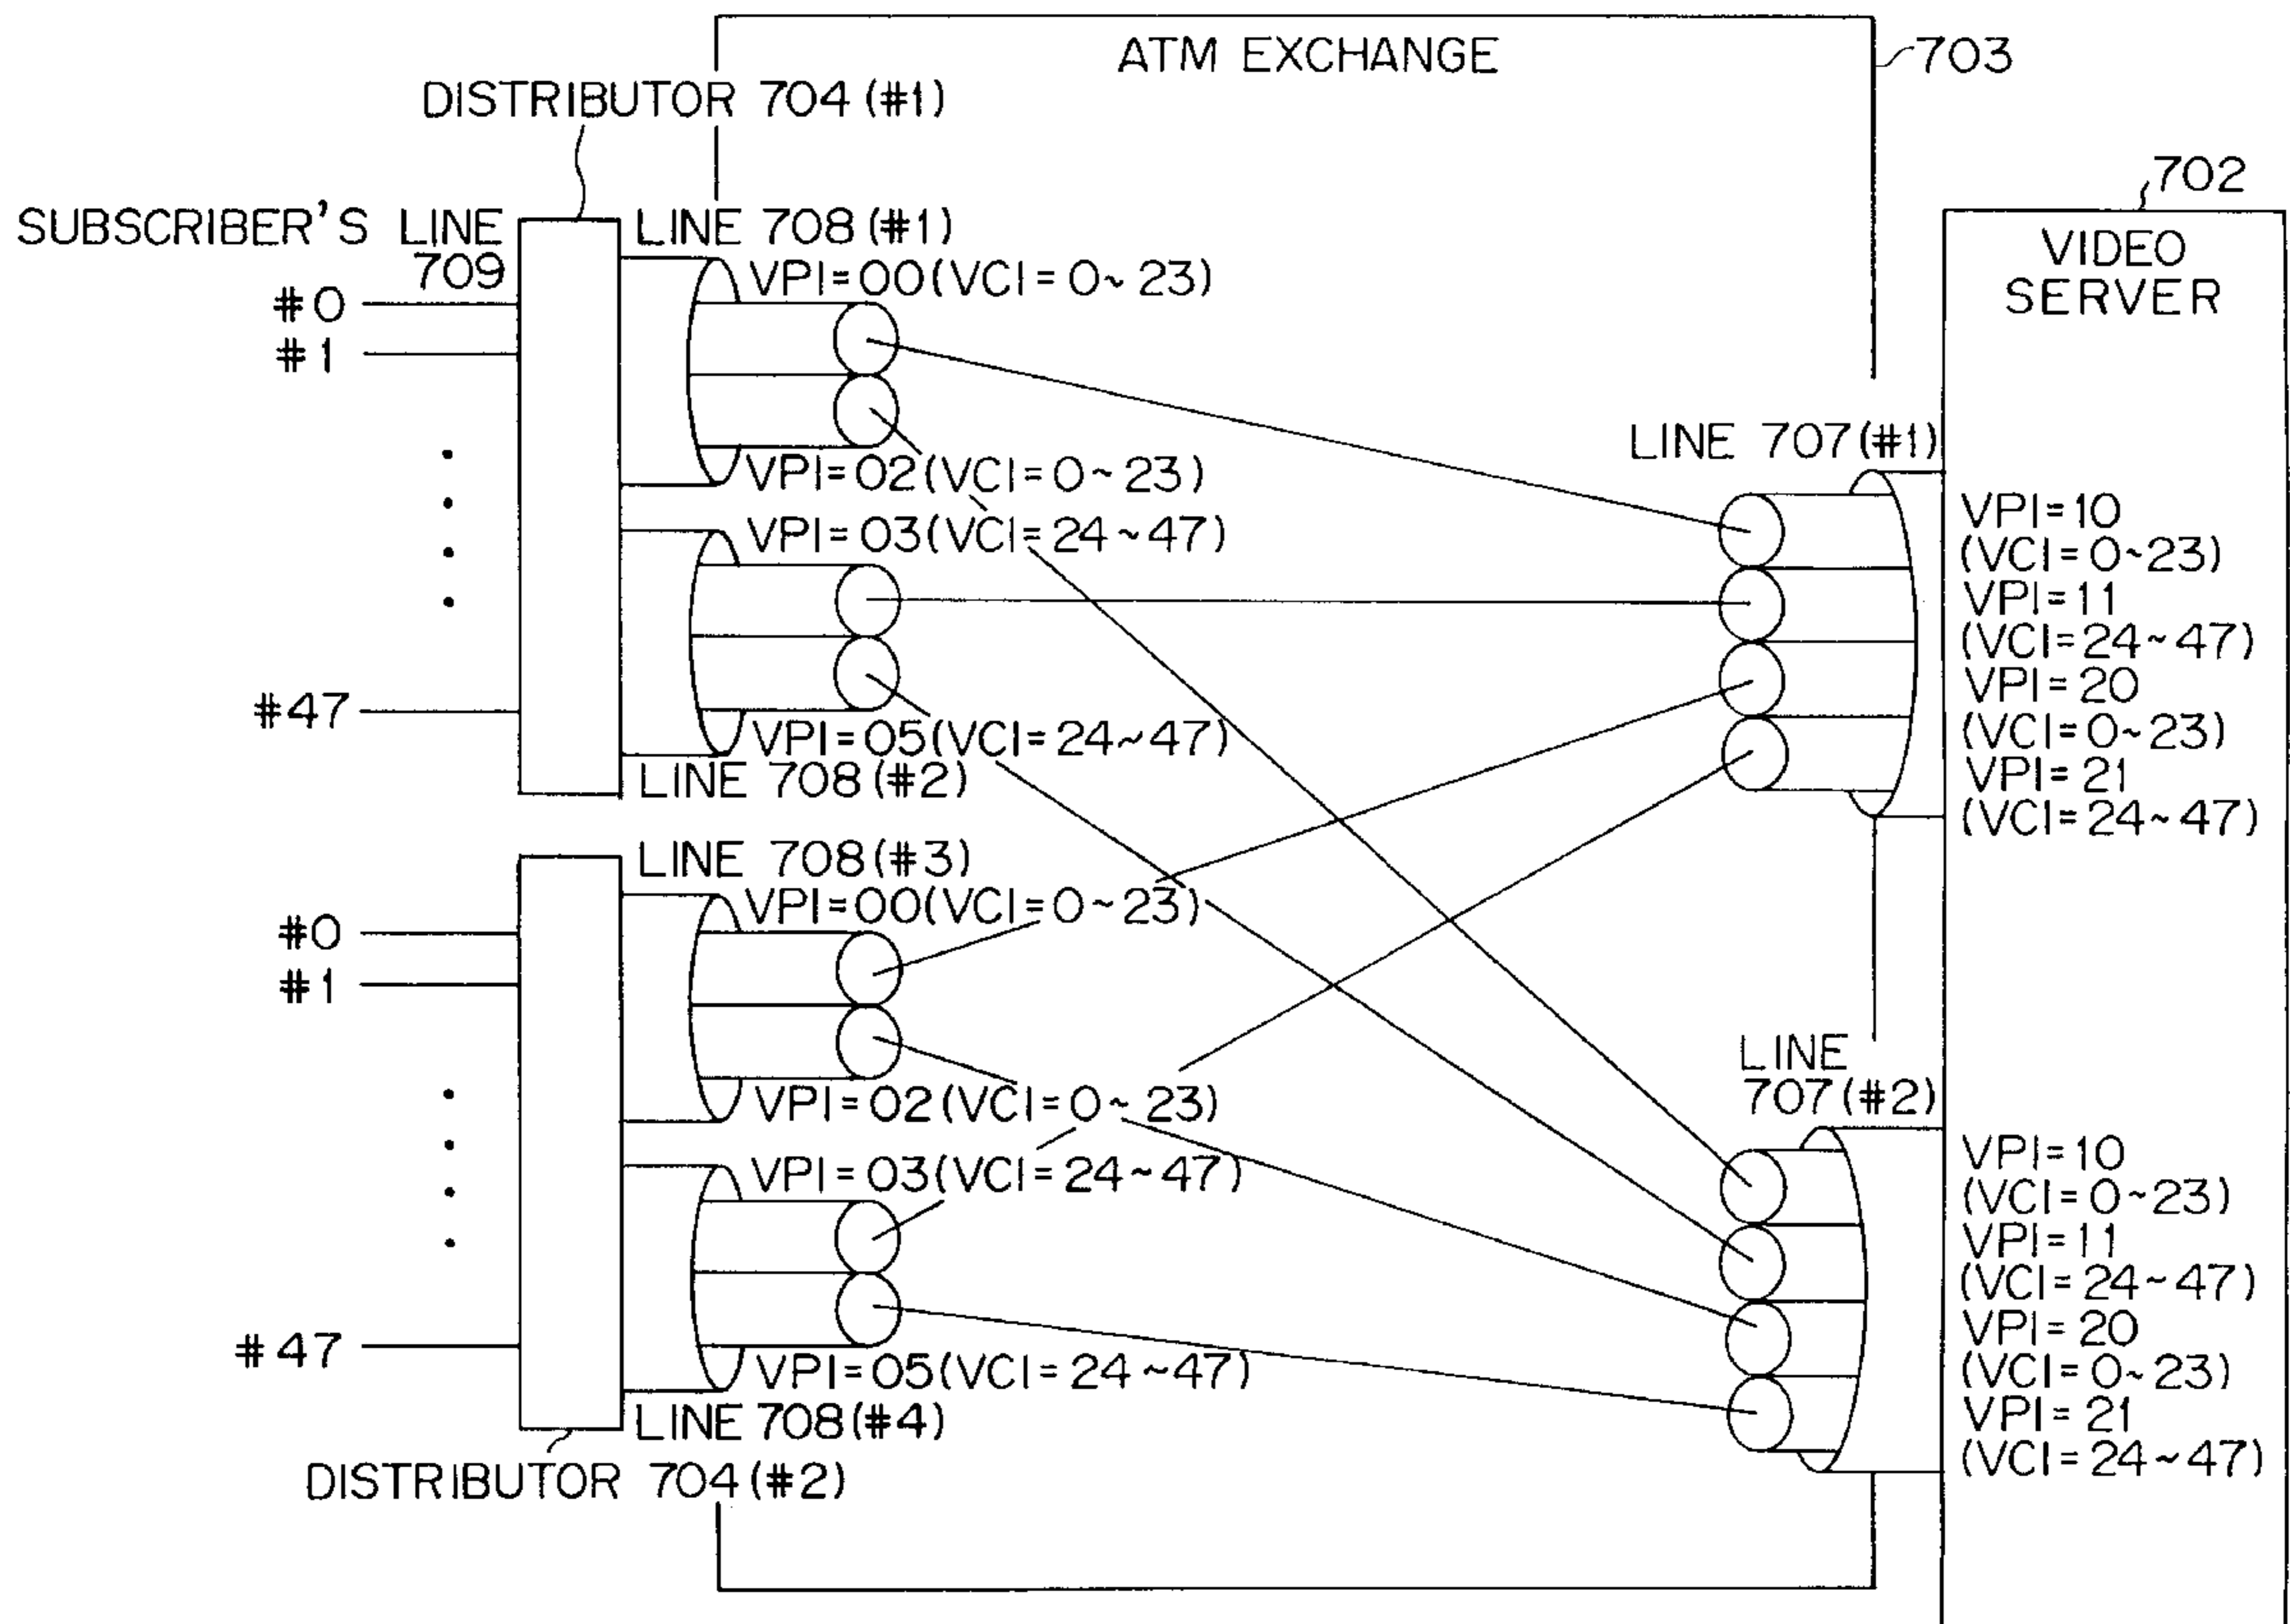 ATM EXCHANGE
703
DISTRIBUTOR 704 (#1)
702
SUBSCRIBER'S LINE
709
LINE 708 (#1)
VIDEO
SERVER
VPI=00(VCI=0~23)
#0
#1
LINE 707(#1)
VPI=02(VCI=0~23)
VPI=10
(VCI=0~23)
VPI=03(VCI=24~47)
VPI=11
(VCI=24~47)
VPI=20
(VCI=0~23)
#47
VPI=05(VCI=24~47)
VPI=21
(VCI=24~47)
LINE 708(#2)
LINE 708(#3)
VPI=00(VCI=0~23)
#0
#1
LINE
707(#2)
VPI=02(VCI=0~23)
VPI=10
(VCI=0~23)
VPI=03(VCI=24~47)
VPI=11
(VCI=24~47)
VPI=20
(VCI=0~23)
#47
VPI=05(VCI=24~47)
VPI=21
(VCI=24~47)
LINE 708(#4)
DISTRIBUTOR 704(#2)